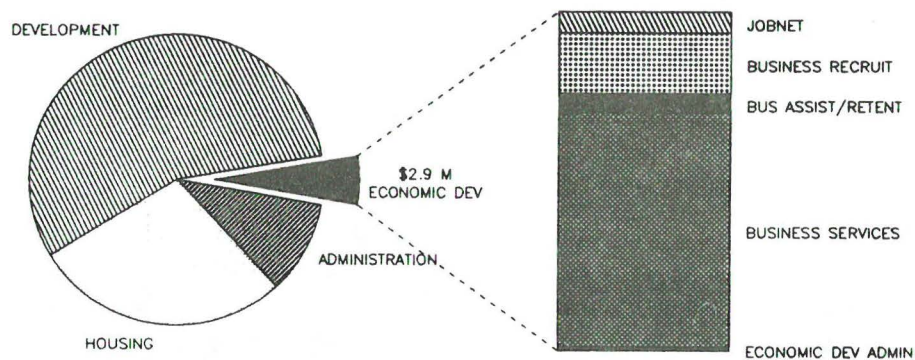 DEVELOPMENT
$2.9 M
ECONOMIC DEV
ADMINISTRATION
HOUSING
JOBNET
BUSINESS RECRUIT
BUS ASSIST/RETENT
BUSINESS SERVICES
ECONOMIC DEV ADMIN